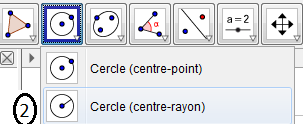 α
a = 2
Cercle (centre-point)
2
Cercle (centre-rayon)